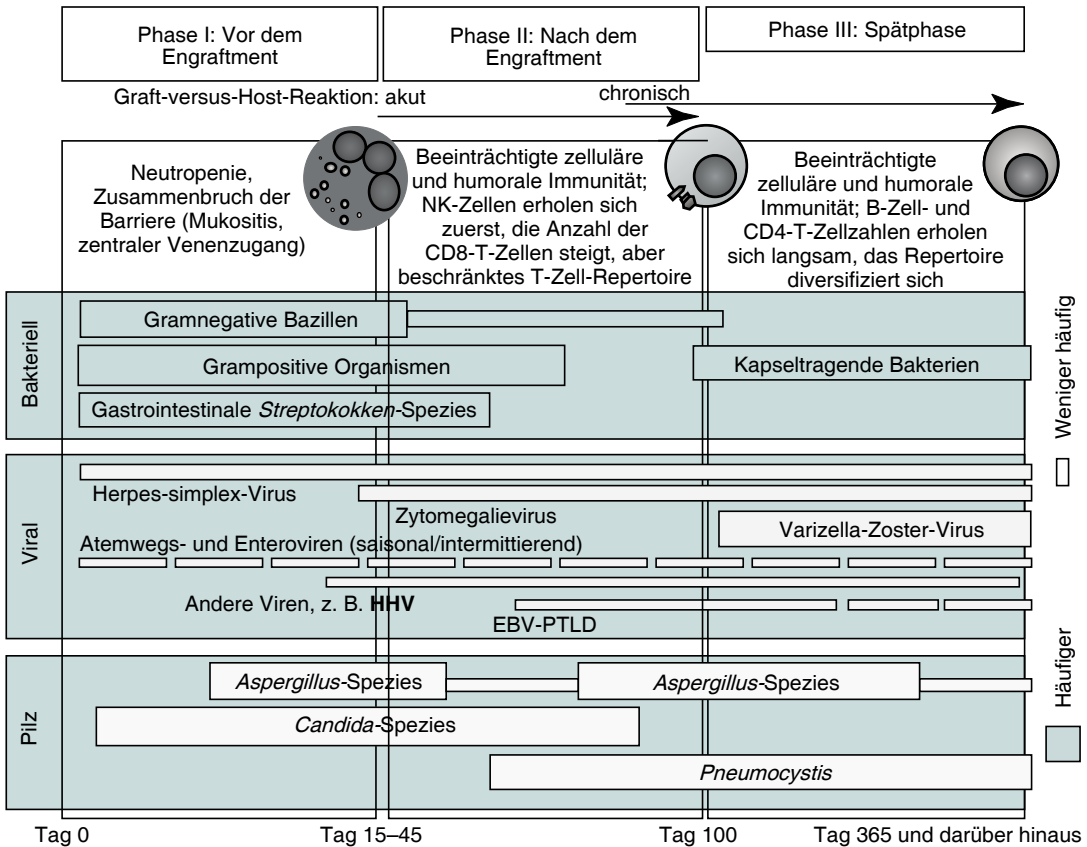 Phase I: Vor dem
Engraftment
Phase II: Nach dem
Engraftment
Phase III: Spätphase
Graft-versus-Host-Reaktion: akut
chronisch
Neutropenie,
Zusammenbruch der
Barriere (Mukositis,
zentraler Venenzugang)
Beeinträchtigte zelluläre
und humorale Immunität;
NK-Zellen erholen sich
zuerst, die Anzahl der
CD8-T-Zellen steigt, aber
beschränktes T-Zell-Repertoire
Beeinträchtigte
zelluläre und humorale
Immunität; B-Zell- und
CD4-T-Zellzahlen erholen
sich langsam, das Repertoire
diversifiziert sich
Bakteriell
Gramnegative Bazillen
Grampositive Organismen
Kapseltragende Bakterien
Gastrointestinale Streptokokken-Spezies
Viral
Herpes-simplex-Virus
Zytomegalievirus
Varizella-Zoster-Virus
Atemwegs- und Enteroviren (saisonal/intermittierend)
Andere Viren, z. B. HHV
EBV-PTLD
Pilz
Aspergillus-Spezies
Aspergillus-Spezies
Candida-Spezies
Pneumocystis
Weniger häufig
Häufiger
Tag 0
Tag 15–45
Tag 100
Tag 365 und darüber hinaus